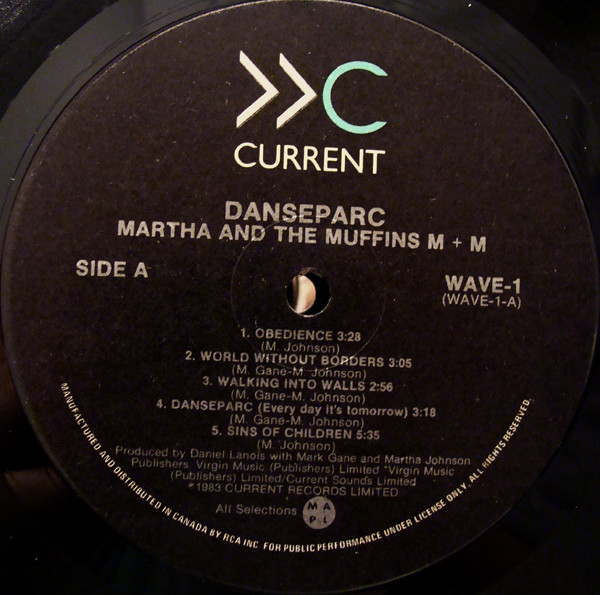 >>C
CURRENT
DANSEPARC
MARTHA AND THE MUFFINS M + M
SIDE A
WAVE-1
(WAVE-1-A)
1. OBEDIENCE 3:28
(M. Johnson)
2. WORLD WITHOUT BORDERS 3:05
(M. Gane-M. Johnson)
3. WALKING INTO WALLS 2:56
(M. Gane-M. Johnson)
4. DANSEPARC (Every day it's tomorrow) 3:18
(M. Gane-M. Johnson)
5. SINS OF CHILDREN 5:35
(M. Johnson)
Produced by Daniel Lanois with Mark Gane and Martha Johnson
Publishers. Virgin Music (Publishers) Limited *Virgin Music
(Publishers) Limited/Current Sounds Limited
©1983 CURRENT RECORDS LIMITED
All Selections
M A
P L
MANUFACTURED AND DISTRIBUTED IN CANADA BY RCA INC. FOR PUBLIC PERFORMANCE UNDER LICENSE ONLY. ALL RIGHTS RESERVED.